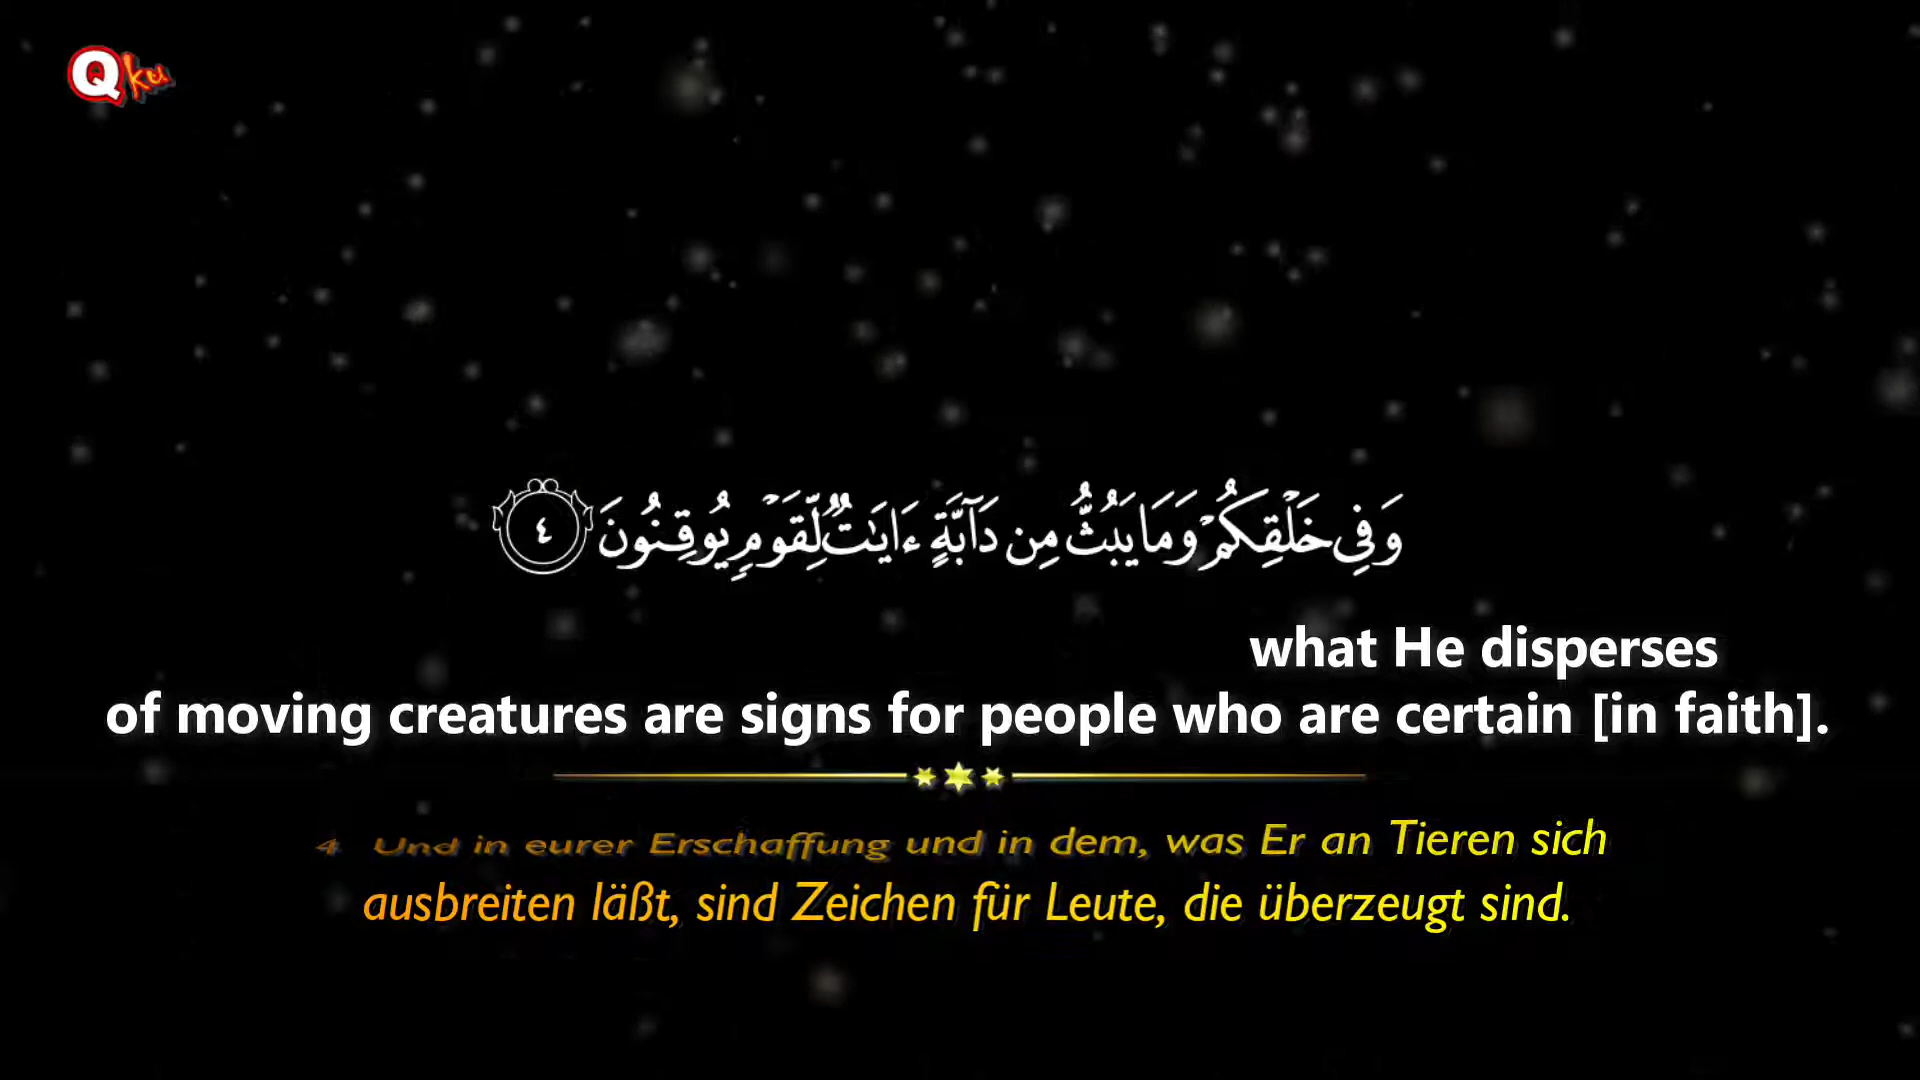 Qku
وَفِى خَلْقِكُمْ وَمَا يَبُثُّ مِن دَآبَّةٍ ءَايَـٰتٌ لِّقَوْمٍ يُوقِنُونَ ٤
what He disperses
of moving creatures are signs for people who are certain [in faith].
4 Und in eurer Erschaffung und in dem, was Er an Tieren sich
ausbreiten läßt, sind Zeichen für Leute, die überzeugt sind.